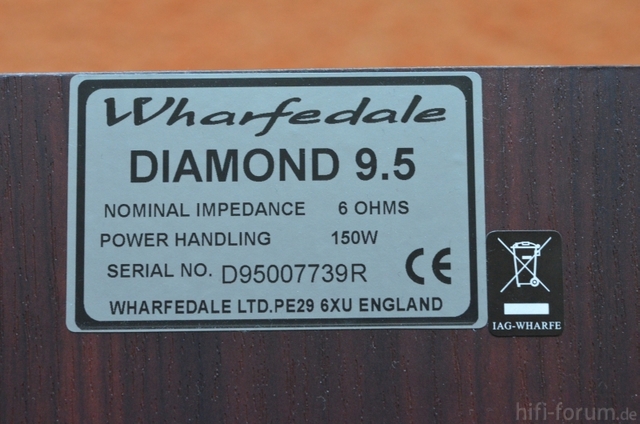 Wharfedale
DIAMOND 9.5
NOMINAL IMPEDANCE 6 OHMS
POWER HANDLING 150W
SERIAL NO. D95007739R
CE
WHARFEDALE LTD.PE29 6XU ENGLAND
IAG-WHARFE
hifi-forum.de